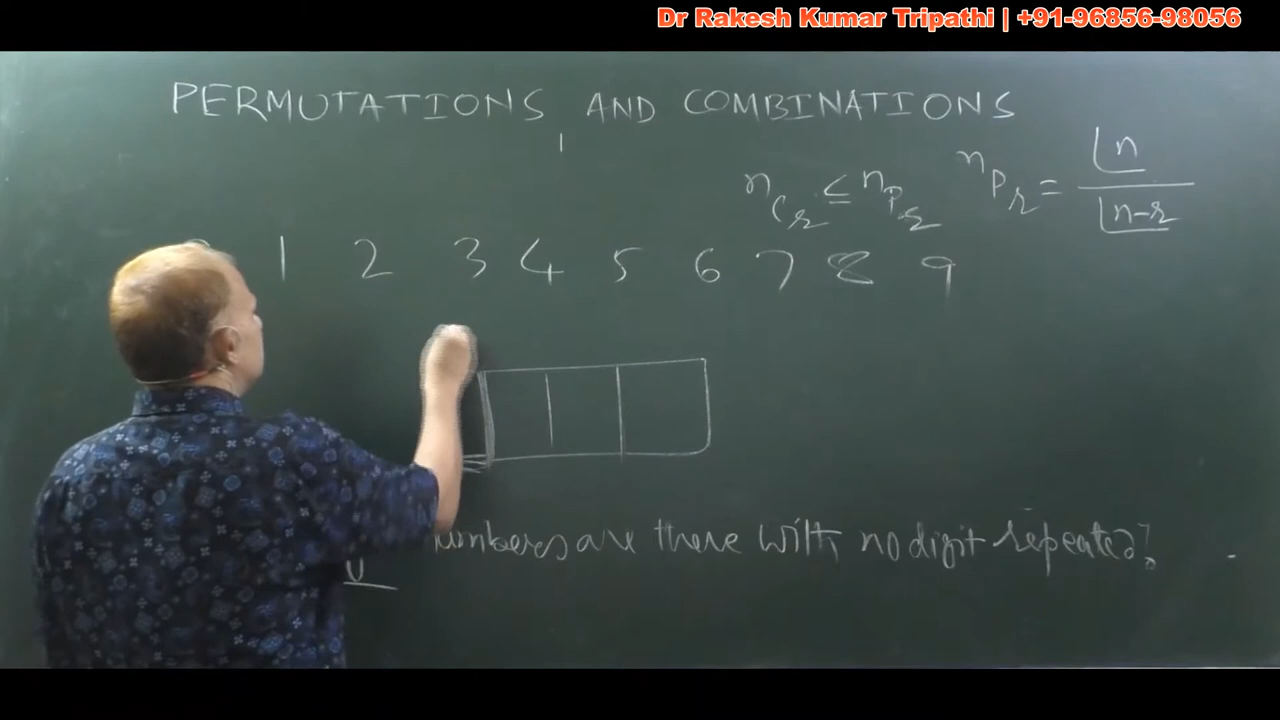 Dr Rakesh Kumar Tripathi | +91-96856-98056
PERMUTATIONS AND COMBINATIONS
nCr ≤ nPr nPr = ⌊n / ⌊n-r
1 2 3 4 5 6 7 8 9
numbers are there with no digit repeated?